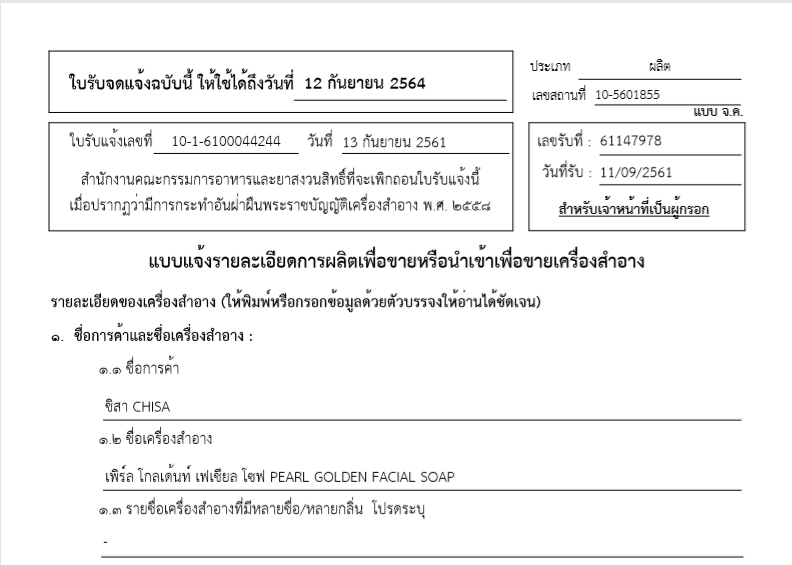 ใบรับจดแจ้งฉบับนี้ ให้ใช้ได้ถึงวันที่ 12 กันยายน 2564
ประเภท ผลิต
เลขสถานที่ 10-5601855
แบบ จ.ค.
ใบรับแจ้งเลขที่ 10-1-6100044244 วันที่ 13 กันยายน 2561
สำนักงานคณะกรรมการอาหารและยาสงวนสิทธิ์ที่จะเพิกถอนใบรับแจ้งนี้
เมื่อปรากฏว่ามีการกระทำอันฝ่าฝืนพระราชบัญญัติเครื่องสำอาง พ.ศ. ๒๕๕๘
เลขรับที่ : 61147978
วันที่รับ : 11/09/2561
สำหรับเจ้าหน้าที่เป็นผู้กรอก
แบบแจ้งรายละเอียดการผลิตเพื่อขายหรือนำเข้าเพื่อขายเครื่องสำอาง
รายละเอียดของเครื่องสำอาง (ให้พิมพ์หรือกรอกข้อมูลด้วยตัวบรรจงให้อ่านได้ชัดเจน)
๑. ชื่อการค้าและชื่อเครื่องสำอาง :
๑.๑ ชื่อการค้า
ชิสา CHISA
๑.๒ ชื่อเครื่องสำอาง
เพิร์ล โกลเด้นท์ เฟเชียล โซฟ PEARL GOLDEN FACIAL SOAP
๑.๓ รายชื่อเครื่องสำอางที่มีหลายชื่อ/หลายกลิ่น โปรดระบุ
-